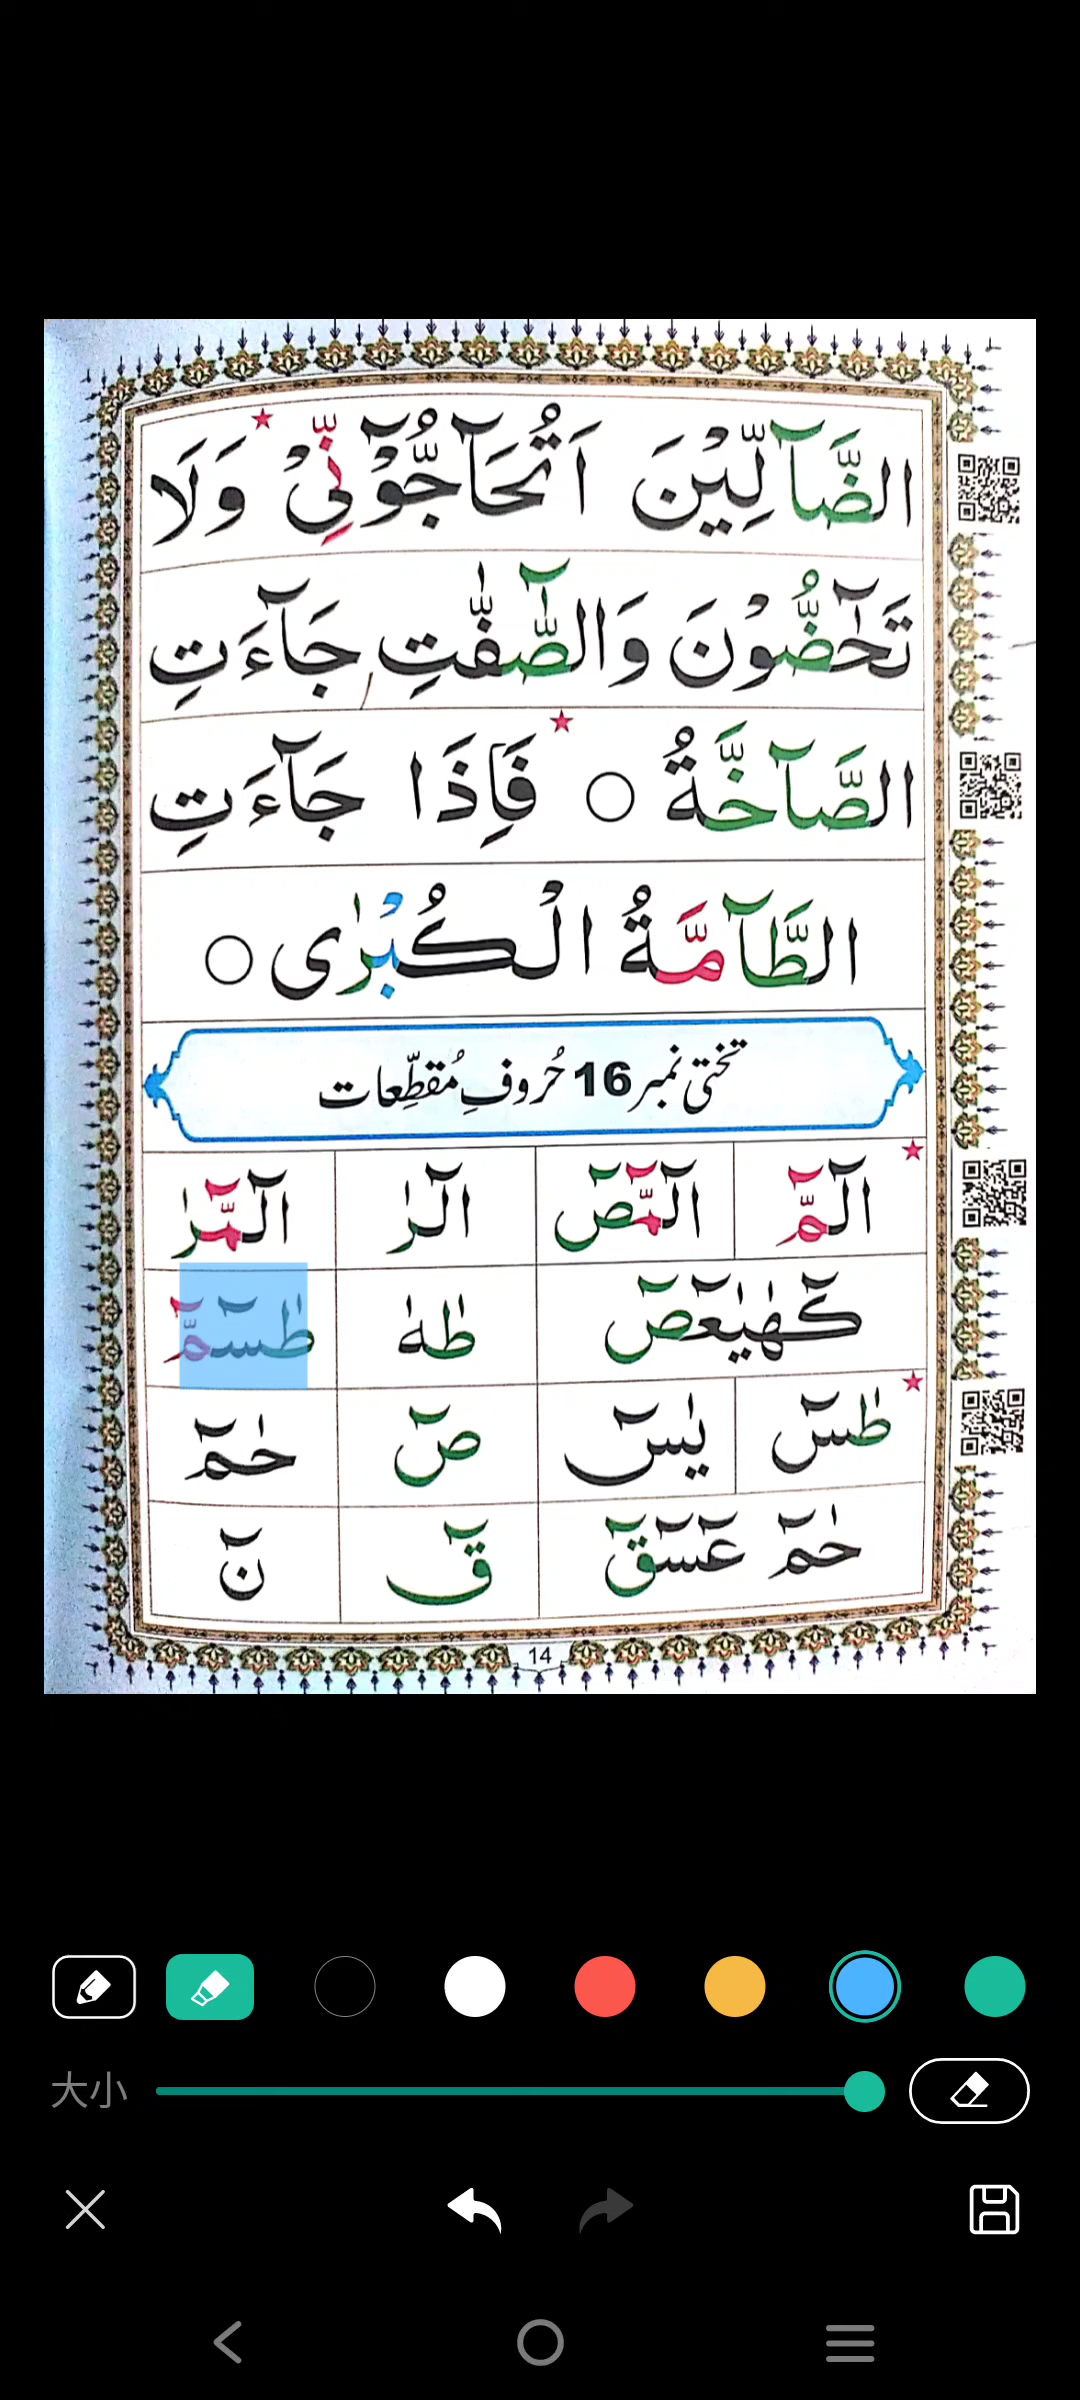 الضَّآلِّيْنَ اَتُحَآجُّوْٓنِّيْ وَلَا
تَحٰٓضُّوْنَ وَالصّٰٓفّٰتِ جَآءَتِ
الصَّآخَّةُ ○ فَاِذَا جَآءَتِ
الطَّآمَّةُ الْكُبْرٰى ○
تختی نمبر 16 حُروفِ مُقطِّعات
الٓمّٓ الٓمّٓصٓ الٓرٰ الٓمّٓرٰ
كٓهٰيٰعٓصٓ طٰهٰ طٰسٓمّٓ
طٰسٓ يٰسٓ صٓ حٰمٓ
حٰمٓ عٓسٓقٓ قٓ نٓ
14
大小